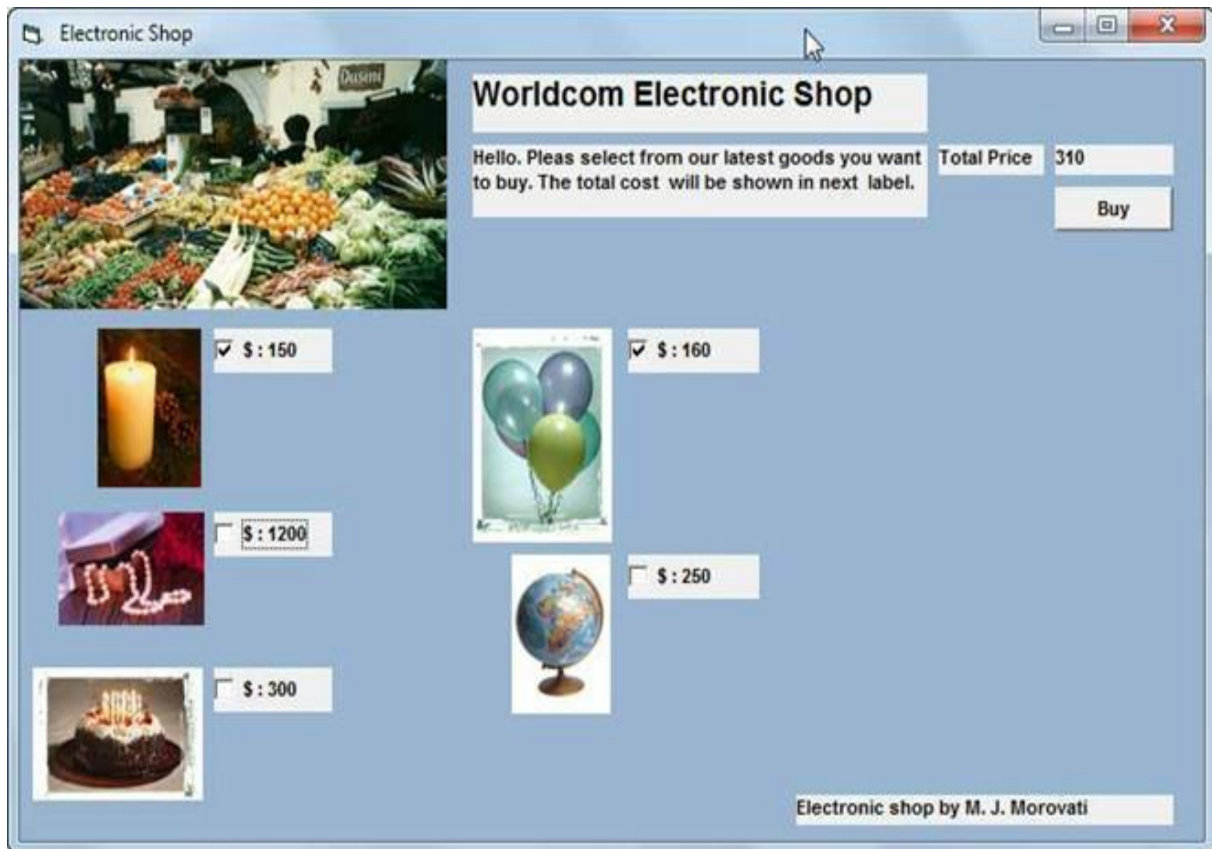 Electronic Shop
Dusini
Worldcom Electronic Shop
Hello. Pleas select from our latest goods you want
to buy. The total cost will be shown in next label.
Total Price 310
Buy
$ : 150
$ : 160
$ : 1200
$ : 250
$ : 300
Electronic shop by M. J. Morovati